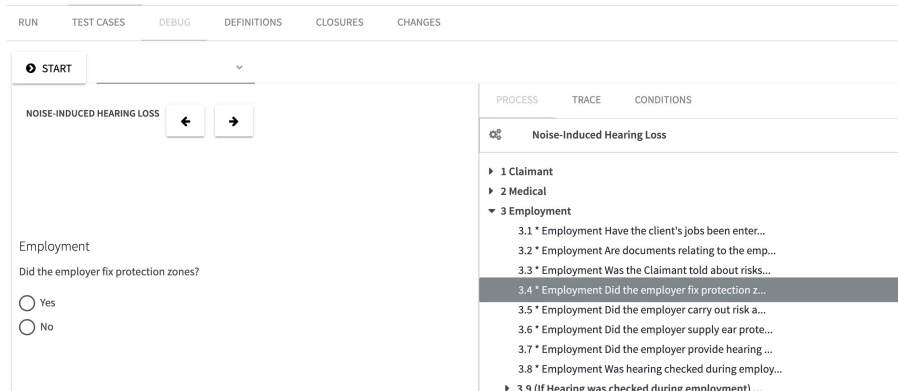 RUN TEST CASES DEBUG DEFINITIONS CLOSURES CHANGES
START
NOISE-INDUCED HEARING LOSS
Employment
Did the employer fix protection zones?
Yes
No
PROCESS TRACE CONDITIONS
Noise-Induced Hearing Loss
1 Claimant
2 Medical
3 Employment
3.1 * Employment Have the client's jobs been enter...
3.2 * Employment Are documents relating to the emp...
3.3 * Employment Was the Claimant told about risks...
3.4 * Employment Did the employer fix protection z...
3.5 * Employment Did the employer carry out risk a...
3.6 * Employment Did the employer supply ear prote...
3.7 * Employment Did the employer provide hearing ...
3.8 * Employment Was hearing checked during employ...
3.9 (If Hearing was checked during employment) ...